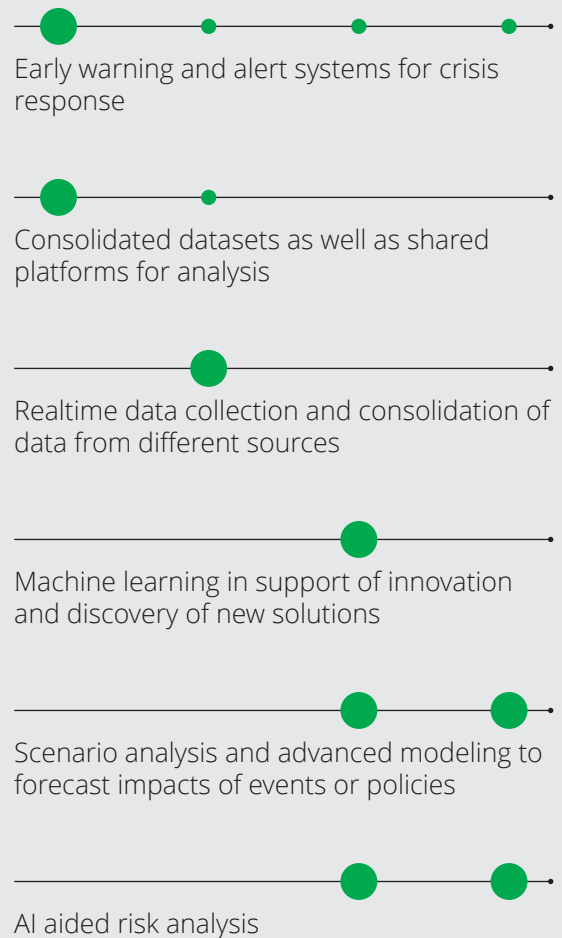 Early warning and alert systems for crisis
response
Consolidated datasets as well as shared
platforms for analysis
Realtime data collection and consolidation of
data from different sources
Machine learning in support of innovation
and discovery of new solutions
Scenario analysis and advanced modeling to
forecast impacts of events or policies
AI aided risk analysis